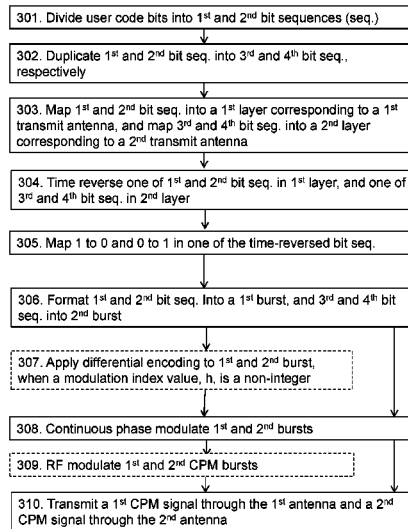 301. Divide user code bits into 1st and 2nd bit sequences (seq.)
302. Duplicate 1st and 2nd bit seq. into 3rd and 4th bit seq.,
respectively
303. Map 1st and 2nd bit seq. into a 1st layer corresponding to a 1st
transmit antenna, and map 3rd and 4th bit seg. into a 2nd layer
corresponding to a 2nd transmit antenna
304. Time reverse one of 1st and 2nd bit seq. in 1st layer, and one of
3rd and 4th bit seq. in 2nd layer
305. Map 1 to 0 and 0 to 1 in one of the time-reversed bit seq.
306. Format 1st and 2nd bit seq. Into a 1st burst, and 3rd and 4th bit
seq. into 2nd burst
307. Apply differential encoding to 1st and 2nd burst,
when a modulation index value, h, is a non-integer
308. Continuous phase modulate 1st and 2nd bursts
309. RF modulate 1st and 2nd CPM bursts
310. Transmit a 1st CPM signal through the 1st antenna and a 2nd
CPM signal through the 2nd antenna